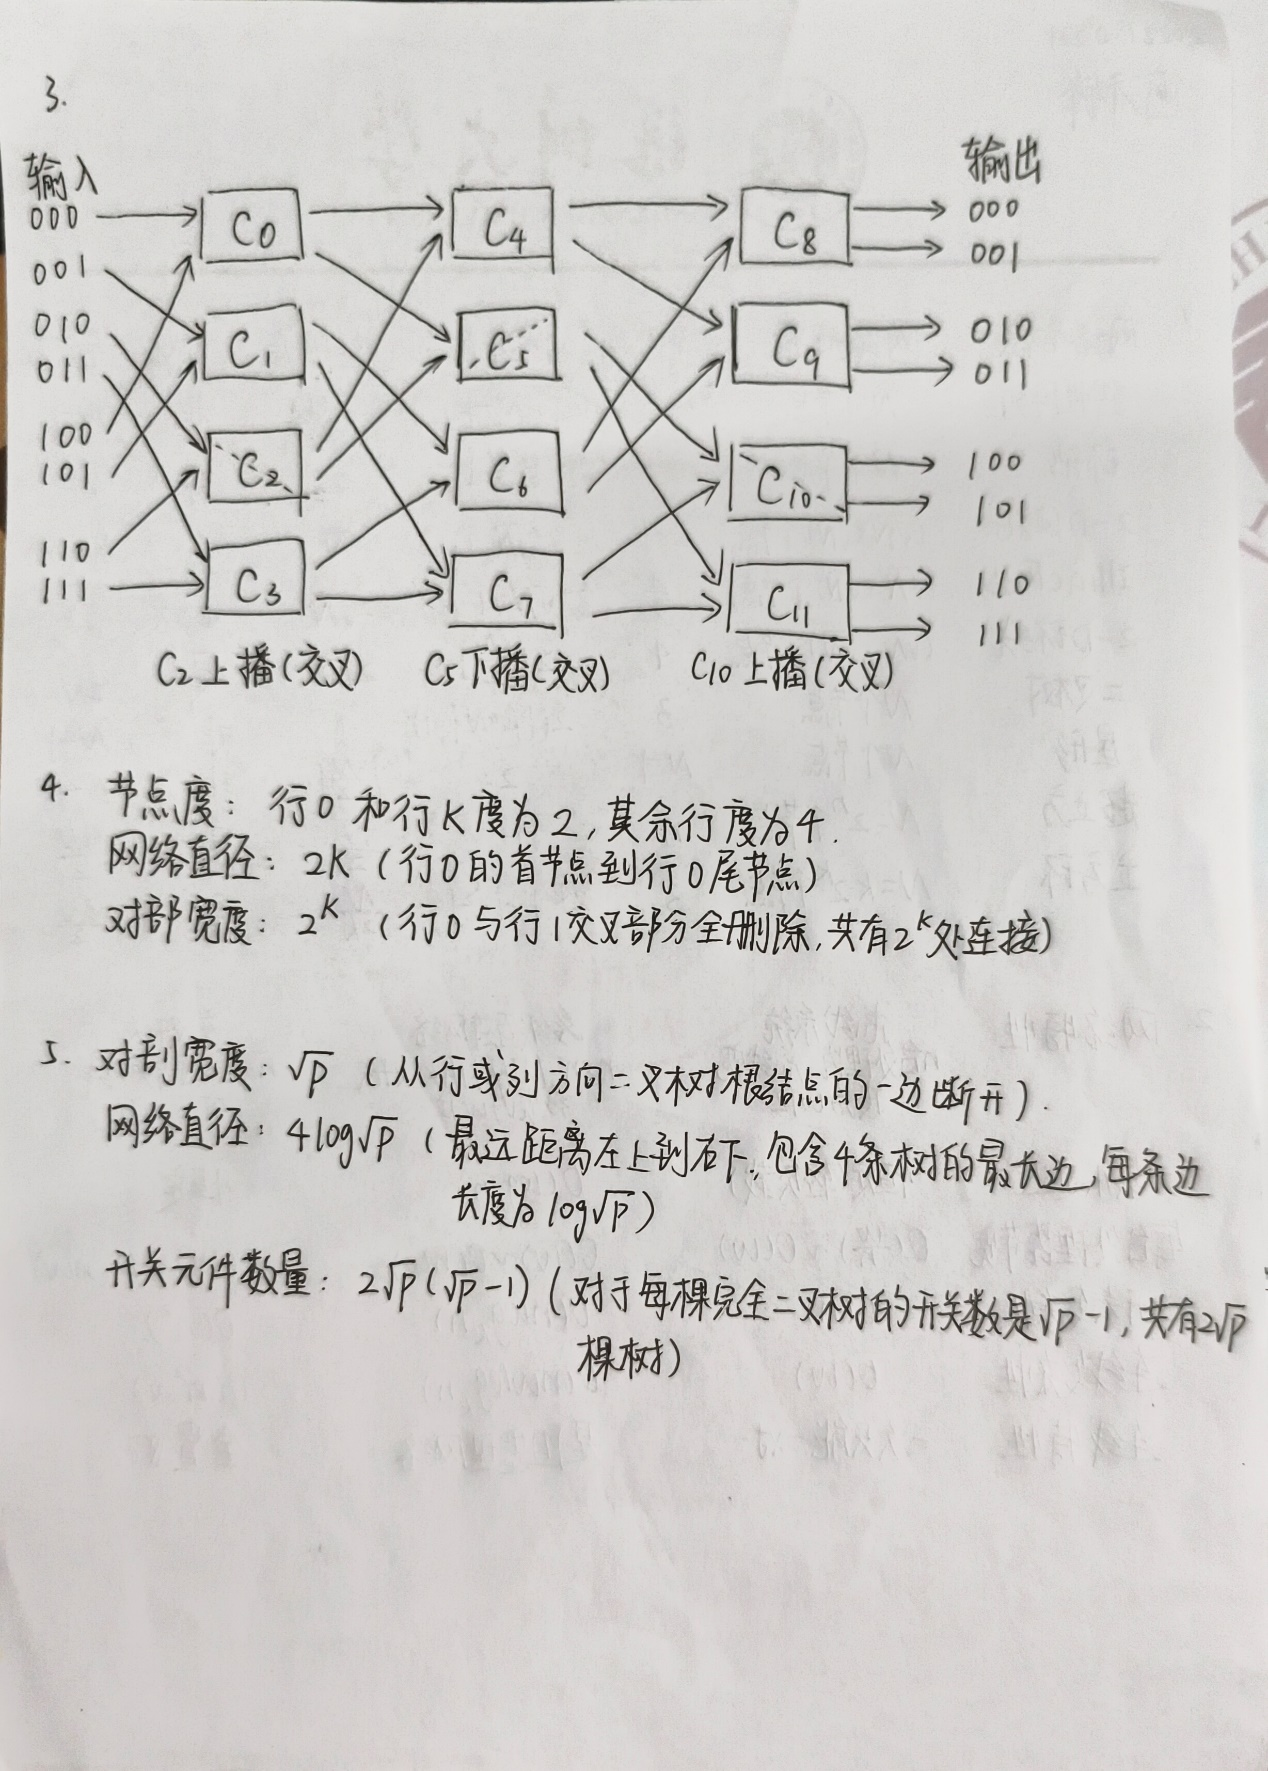 3.
输入
输出
000
C0
C4
C8
000
001
001
010
C1
C5
C9
010
011
011
100
C2
C6
C10
100
101
101
110
C3
C7
C11
110
111
111
C2上播(交叉)
C5下播(交叉)
C10上播(交叉)
4. 节点度: 行0和行K度为2,其余行度为4.
网络直径: 2K (行0的首节点到行0尾节点)
对部宽度: 2^K (行0与行1交叉部分全删除,共有2^K处连接)
5. 对剖宽度: √p (从行或列方向二叉树根结点的一边断开).
网络直径: 4log√p (最远距离左上到右下,包含4条树的最长边,每条边
长度为log√p)
开关元件数量: 2√p(√p-1) (对于每棵完全二叉树的开关数是√p-1,共有2√p
棵树)